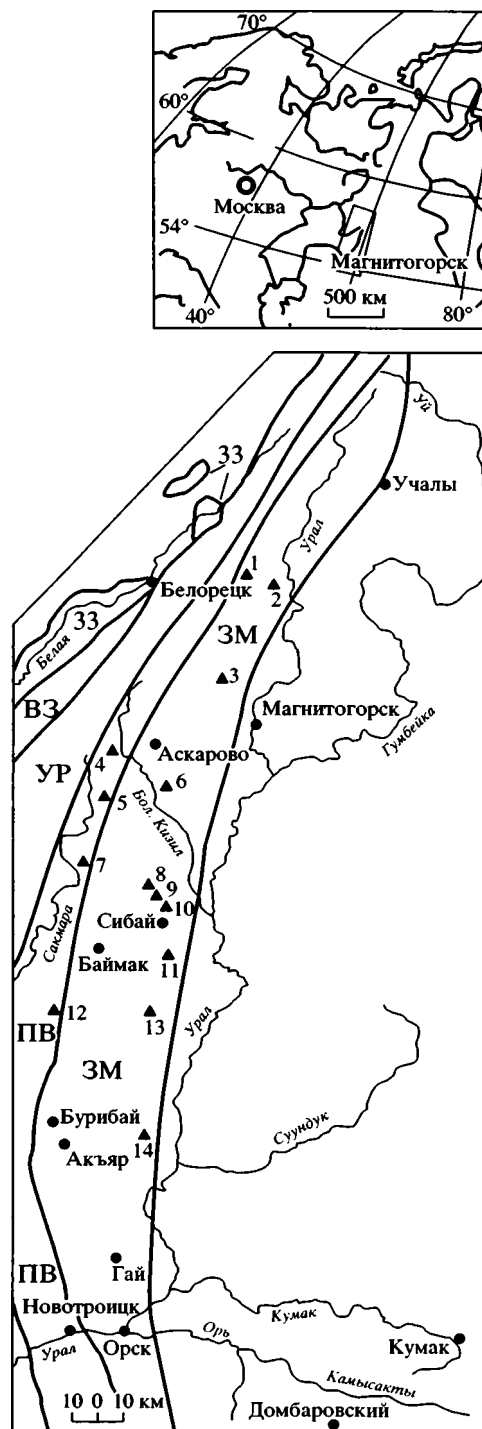 70°
60°
Москва
54°
Магнитогорск
500 км
40°
80°
33
Уй
Учалы
Урал
1
2
Белорецк
33
Белая
ЗМ
3
ВЗ
Магнитогорск
Гумбейка
Аскарово
4
УР
5
6
Бол. Кизил
7
8
9
10
Сакмара
Сибай
Баймак
11
12
13
Урал
ПВ
ЗМ
Бурибай
14
Суундук
Акъяр
ПВ
Гай
Новотроицк
Кумак
Урал
Орск
Орь
Кумак
Камысакты
10 0 10 км
Домбаровский